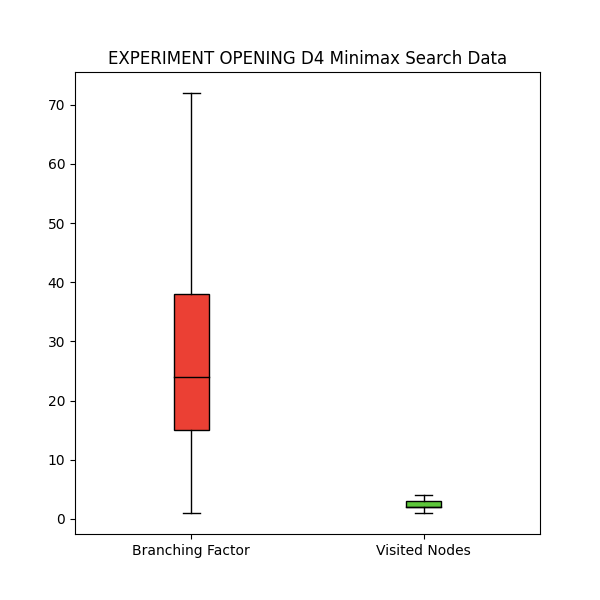 EXPERIMENT OPENING D4 Minimax Search Data
70
60
50
40
30
20
10
0
Branching Factor
Visited Nodes